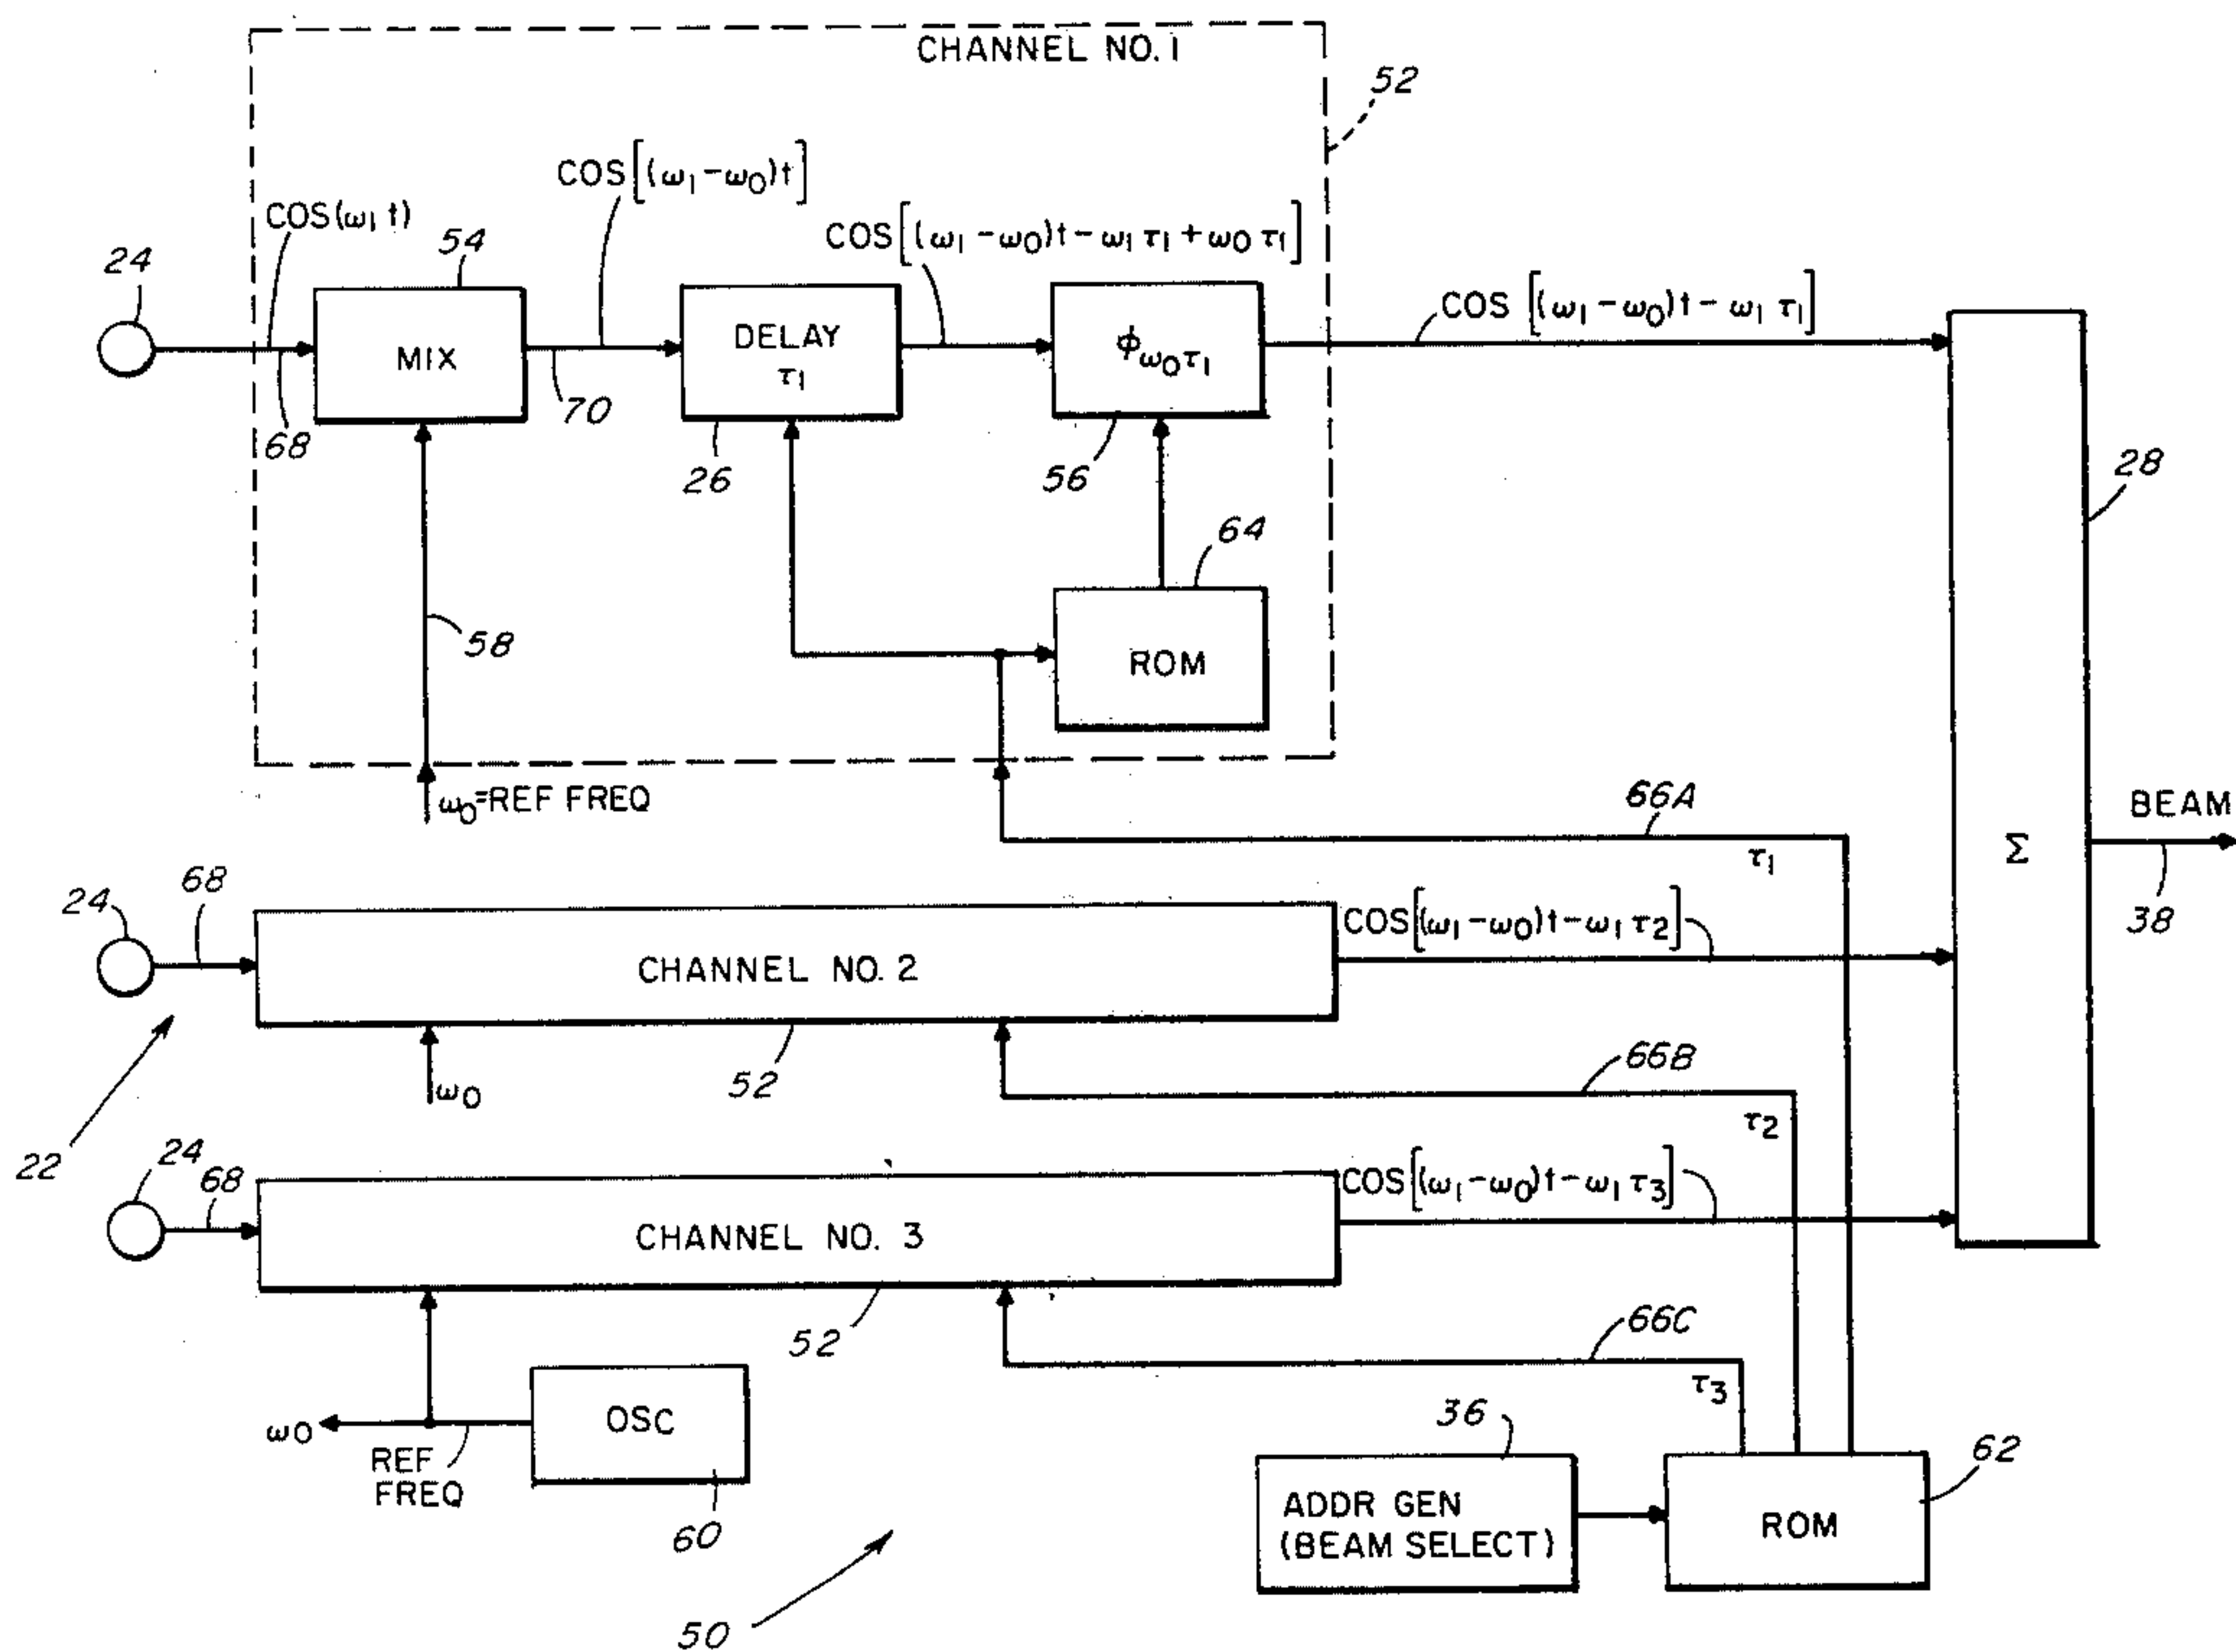 CHANNEL NO. 1
52
COS[(ω1-ω0)t]
COS(ω1 t)
54
COS[(ω1-ω0)t-ω1 τ1+ω0 τ1]
24
COS [(ω1-ω0)t-ω1 τ1]
MIX
DELAY
τ1
ϕω0τ1
68
70
26
56
28
64
58
ROM
ω0=REF FREQ
66A
BEAM
τ1
Σ
68
24
COS[(ω1-ω0)t-ω1 τ2]
38
CHANNEL NO. 2
66B
52
ω0
τ2
22
24
68
COS[(ω1-ω0)t-ω1 τ3]
CHANNEL NO. 3
66C
52
τ3
OSC
36
ω0
REF
FREQ
62
ADDR GEN
(BEAM SELECT)
ROM
60
50